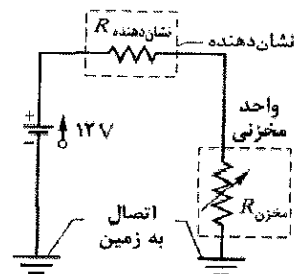 R نشان‌دهنده
نشان‌دهنده
واحد
مخزنی
+
−
۱۲V
R مخزن
اتصال
به زمین